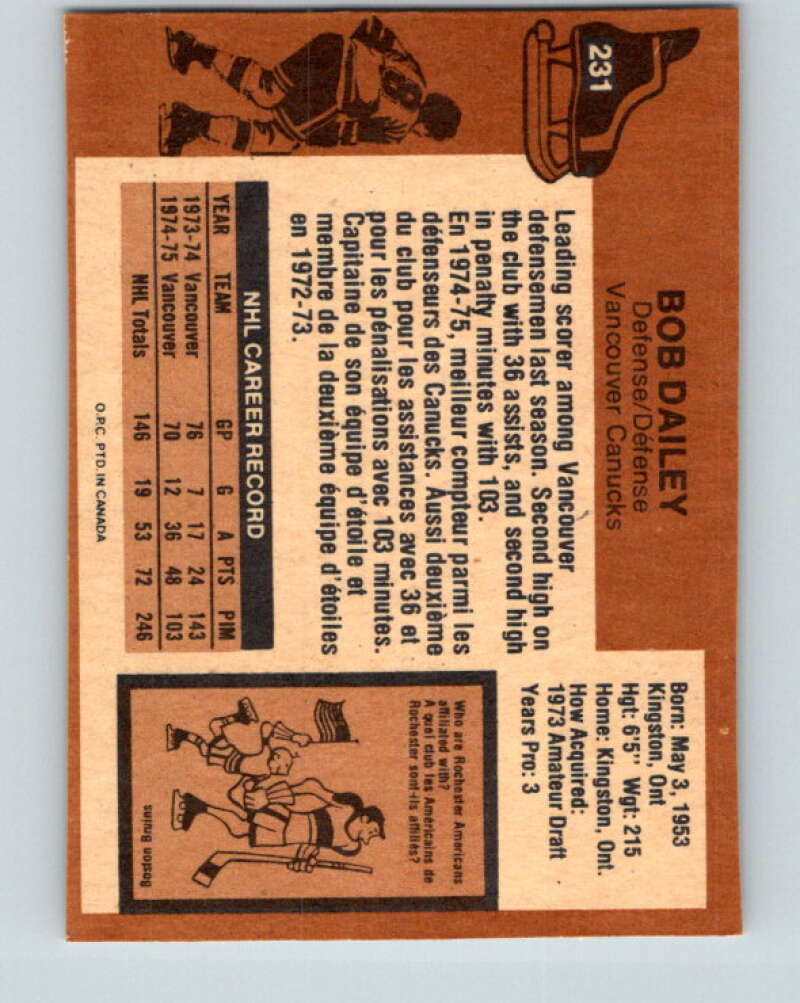 231
BOB DAILEY
Defense/Défense
Vancouver Canucks
Born: May 3, 1953
Kingston, Ont
Hgt: 6'5" Wgt: 215
Home: Kingston, Ont.
How Acquired:
1973 Amateur Draft
Years Pro: 3
Leading scorer among Vancouver
defensemen last season. Second high on
the club with 36 assists, and second high
in penalty minutes with 103.
En 1974-75, meilleur compteur parmi les
défenseurs des Canucks. Aussi deuxième
du club pour les assistances avec 36 et
pour les pénalisations avec 103 minutes.
Capitaine de son équipe d'étoile et
membre de la deuxième équipe d'étoiles
en 1972-73.
NHL CAREER RECORD
YEAR TEAM GP G A PTS PIM
1973-74 Vancouver 76 7 17 24 143
1974-75 Vancouver 70 12 36 48 103
NHL Totals 146 19 53 72 246
O.P.C. PTD. IN CANADA
Who are Rochester Americans
affiliated with?
A quel club les Américains de
Rochester sont-ils affiliés?
Boston Bruins
8